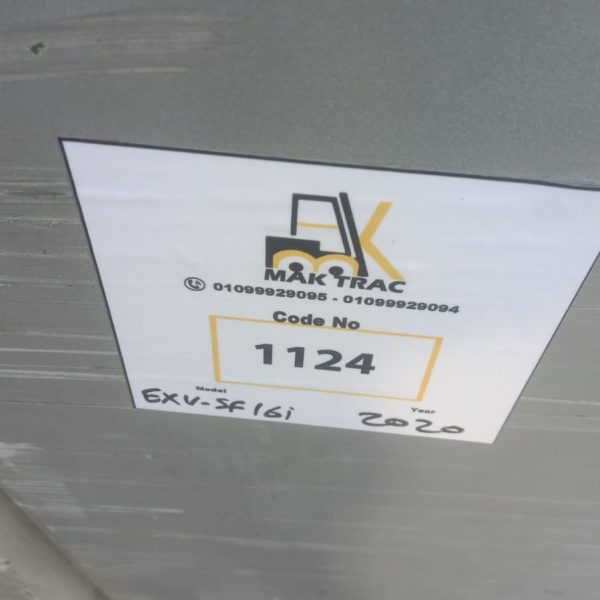 MAK TRAC
01099929095 - 01099929094
Code No
1124
Model
Year
EXV-SF16i
2020